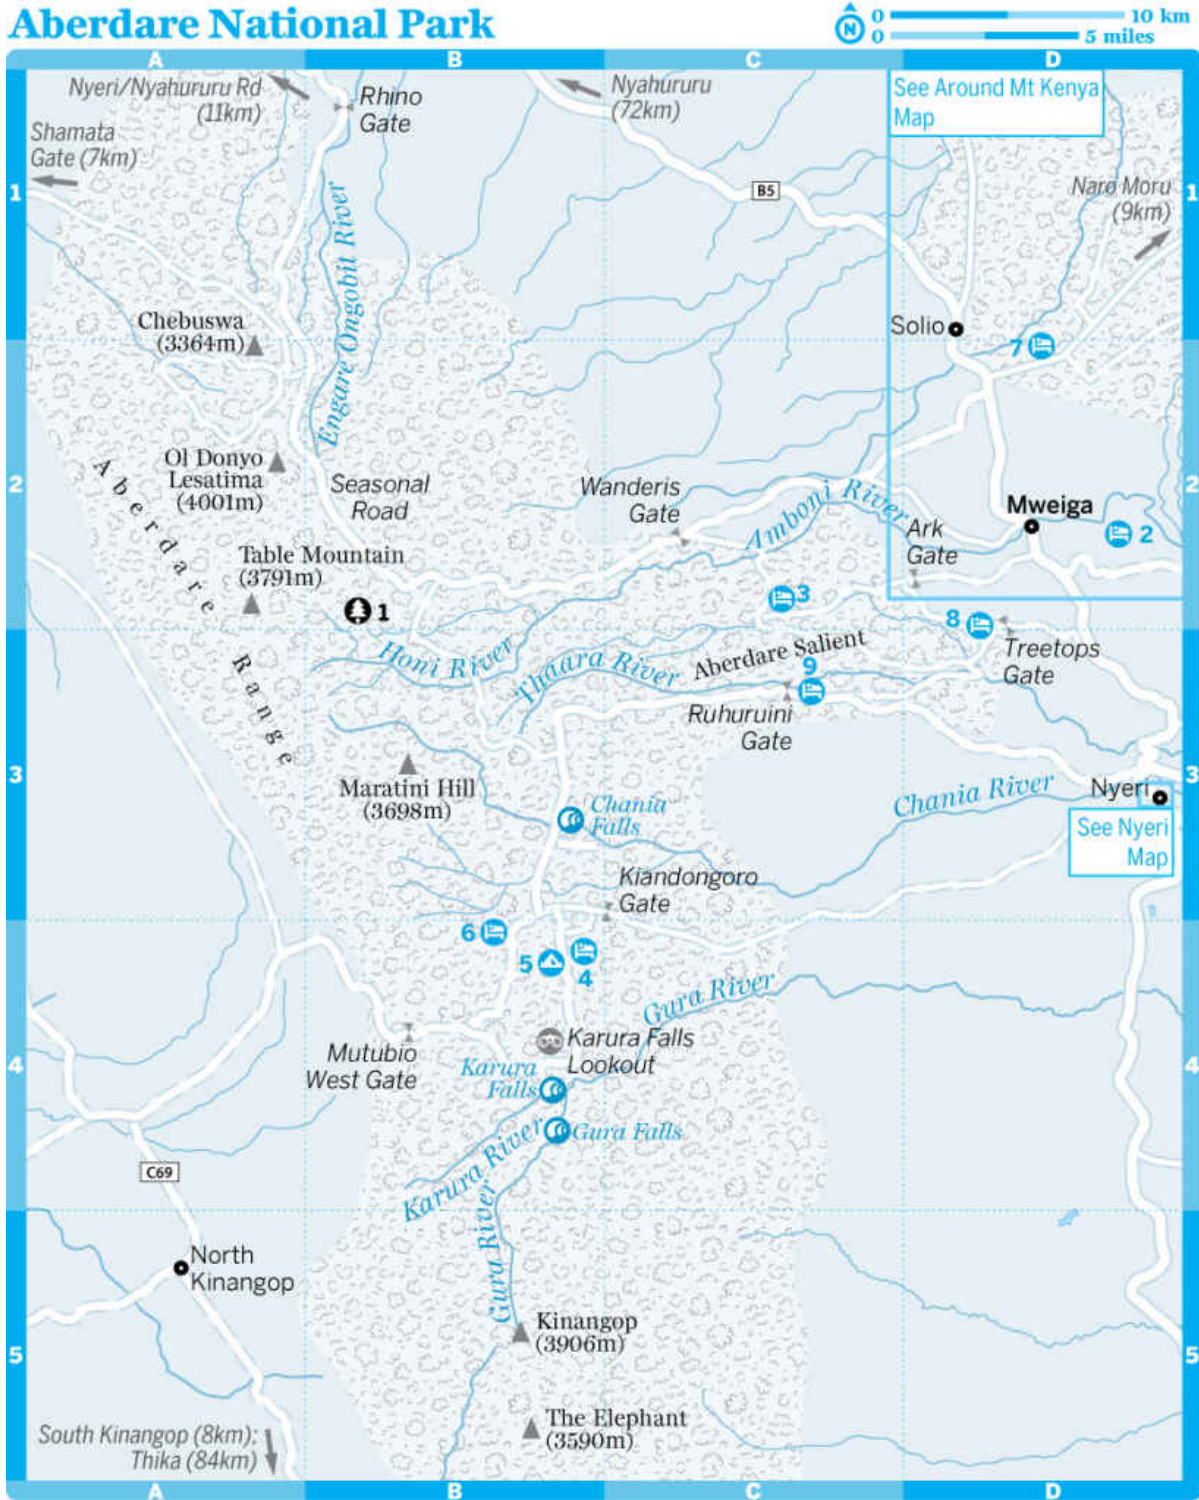 Aberdare National Park
N
0 10 km
0 5 miles
A B C D
Nyeri/Nyahururu Rd
(11km)
Rhino
Gate
Nyahururu
(72km)
See Around Mt Kenya
Map
Shamata
Gate (7km)
1
B5
Naro Moru
(9km)
1
Engare Ongobit River
Chebuswa
(3364m)
Solio
7
Ol Donyo
Lesatima
(4001m)
Aberdare Range
2
Seasonal
Road
Wanderis
Gate
Amboni River
Ark
Gate
Mweiga
2
2
Table Mountain
(3791m)
1
3
8
Honi River
Thaara River
Aberdare Salient
9
Treetops
Gate
Ruhuruini
Gate
3
Maratini Hill
(3698m)
Chania
Falls
Chania River
Nyeri
3
See Nyeri
Map
Kiandongoro
Gate
6
5
4
Gura River
Karura Falls
Lookout
Mutubio
West Gate
Karura
Falls
4
4
Gura Falls
Karura River
C69
Gura River
North
Kinangop
Kinangop
(3906m)
5
5
The Elephant
(3590m)
South Kinangop (8km);
Thika (84km)
A B C D